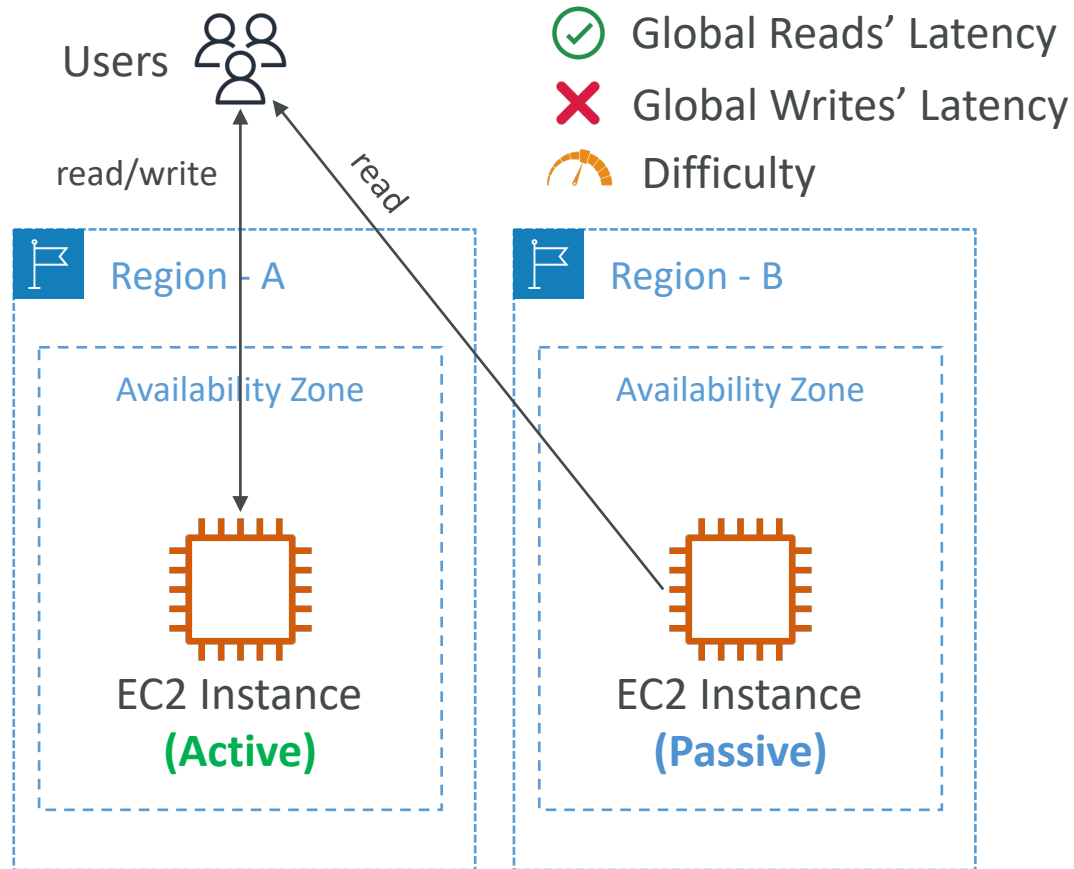 Users
Global Reads’ Latency
Global Writes’ Latency
Difficulty
read/write
read
Region - A
Region - B
Availability Zone
Availability Zone
EC2 Instance
(Active)
EC2 Instance
(Passive)